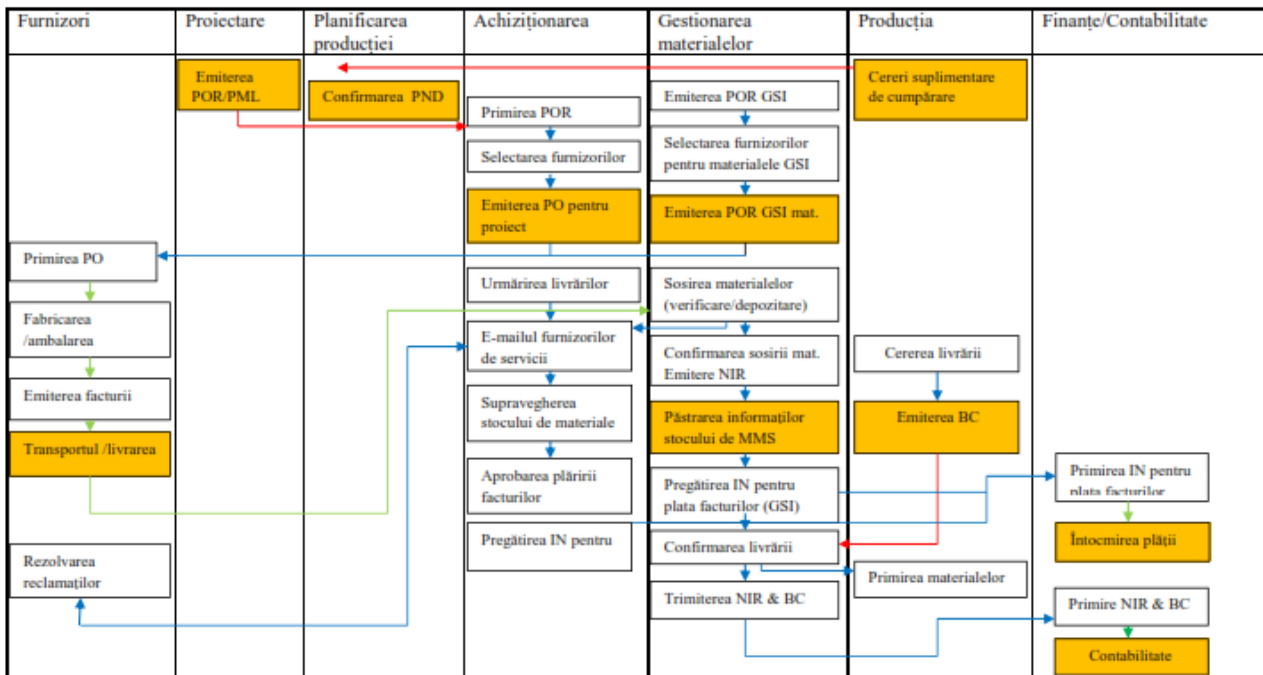 Furnizori
Proiectare
Planificarea
producției
Achiziționarea
Gestionarea
materialelor
Producția
Finanțe/Contabilitate
Primirea PO
Fabricarea
/ambalarea
Emiterea facturii
Transportul /livrarea
Rezolvarea
reclamaților
Emiterea
POR/PML
Confirmarea PND
Primirea POR
Selectarea furnizorilor
Emiterea PO pentru
proiect
Urmărirea livrărilor
E-mailul furnizorilor
de servicii
Supravegherea
stocului de materiale
Aprobarea plăririi
facturilor
Pregătirea IN pentru
Emiterea POR GSI
Selectarea furnizorilor
pentru materialele GSI
Emiterea POR GSI mat.
Sosirea materialelor
(verificare/depozitare)
Confirmarea sosirii mat.
Emitere NIR
Păstrarea informaților
stocului de MMS
Pregătirea IN pentru
plata facturilor (GSI)
Confirmarea livrării
Trimiterea NIR & BC
Cereri suplimentare
de cumpărare
Cererea livrării
Emiterea BC
Primirea materialelor
Primirea IN pentru
plata facturilor
Întocmirea plății
Primire NIR & BC
Contabilitate